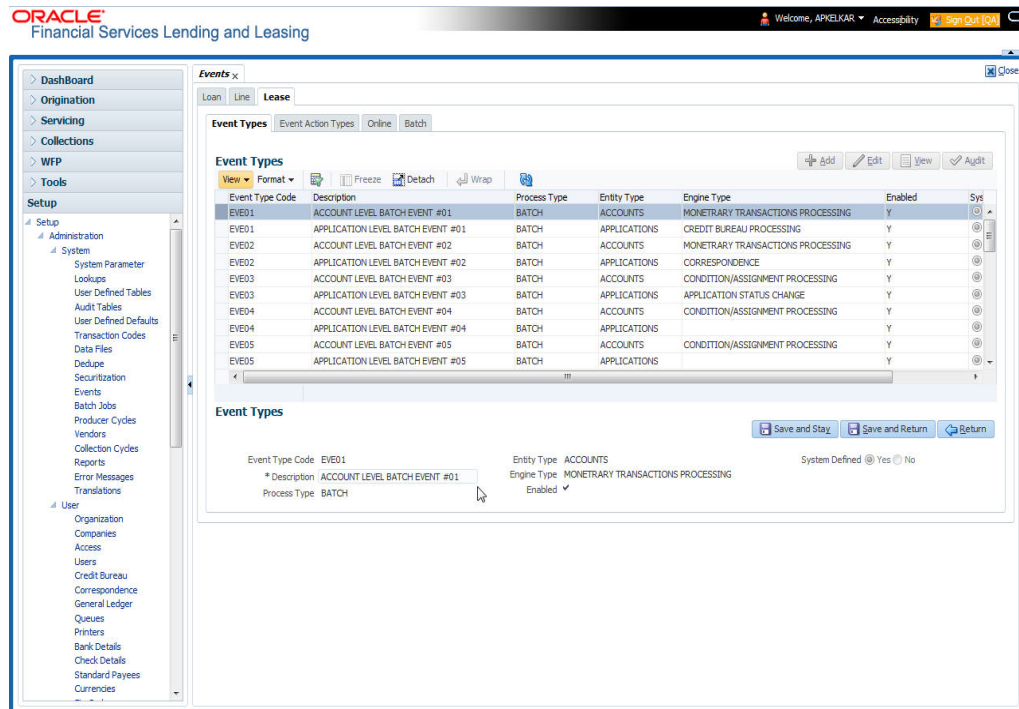 ORACLE
Financial Services Lending and Leasing
Welcome, APKELKAR
Accessibility
Sign Out [QA]
Close
DashBoard
Origination
Servicing
Collections
WFP
Tools
Setup
Setup
Administration
System
System Parameter
Lookups
User Defined Tables
Audit Tables
User Defined Defaults
Transaction Codes
Data Files
Dedupe
Securitization
Events
Batch Jobs
Producer Cycles
Vendors
Collection Cycles
Reports
Error Messages
Translations
User
Organization
Companies
Access
Users
Credit Bureau
Correspondence
General Ledger
Queues
Printers
Bank Details
Check Details
Standard Payees
Currencies
Events X
Loan Line Lease
Event Types Event Action Types Online Batch
Event Types
Add Edit View Audit
View Format Freeze Detach Wrap
Event Type Code Description Process Type Entity Type Engine Type Enabled Sys
EVE01 ACCOUNT LEVEL BATCH EVENT #01 BATCH ACCOUNTS MONETRARY TRANSACTIONS PROCESSING Y
EVE01 APPLICATION LEVEL BATCH EVENT #01 BATCH APPLICATIONS CREDIT BUREAU PROCESSING Y
EVE02 ACCOUNT LEVEL BATCH EVENT #02 BATCH ACCOUNTS MONETRARY TRANSACTIONS PROCESSING Y
EVE02 APPLICATION LEVEL BATCH EVENT #02 BATCH APPLICATIONS CORRESPONDENCE Y
EVE03 ACCOUNT LEVEL BATCH EVENT #03 BATCH ACCOUNTS CONDITION/ASSIGNMENT PROCESSING Y
EVE03 APPLICATION LEVEL BATCH EVENT #03 BATCH APPLICATIONS APPLICATION STATUS CHANGE Y
EVE04 ACCOUNT LEVEL BATCH EVENT #04 BATCH ACCOUNTS CONDITION/ASSIGNMENT PROCESSING Y
EVE04 APPLICATION LEVEL BATCH EVENT #04 BATCH APPLICATIONS Y
EVE05 ACCOUNT LEVEL BATCH EVENT #05 BATCH ACCOUNTS CONDITION/ASSIGNMENT PROCESSING Y
EVE05 APPLICATION LEVEL BATCH EVENT #05 BATCH APPLICATIONS Y
Event Types
Save and Stay Save and Return Return
Event Type Code EVE01
* Description ACCOUNT LEVEL BATCH EVENT #01
Process Type BATCH
Entity Type ACCOUNTS
Engine Type MONETRARY TRANSACTIONS PROCESSING
Enabled
System Defined Yes No